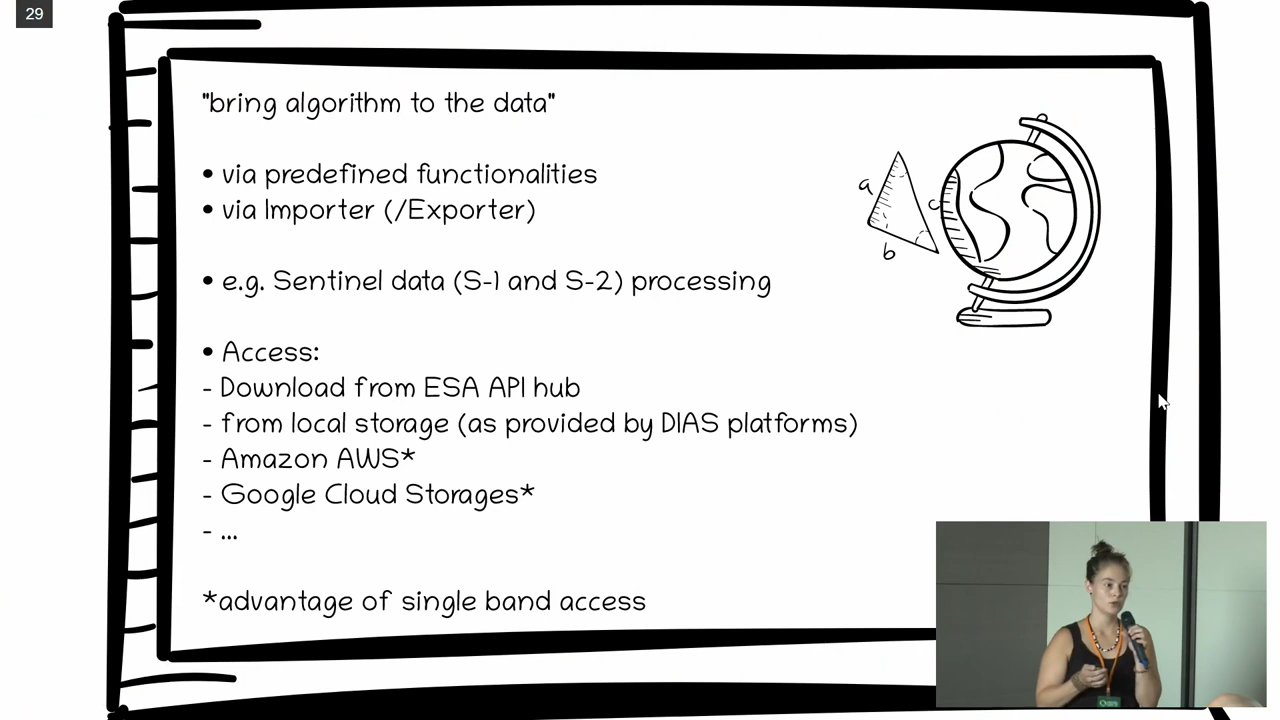 29
"bring algorithm to the data"
• via predefined functionalities
• via Importer (/Exporter)
• e.g. Sentinel data (S-1 and S-2) processing
• Access:
- Download from ESA API hub
- from local storage (as provided by DIAS platforms)
- Amazon AWS*
- Google Cloud Storages*
- ...
*advantage of single band access
a
c
b